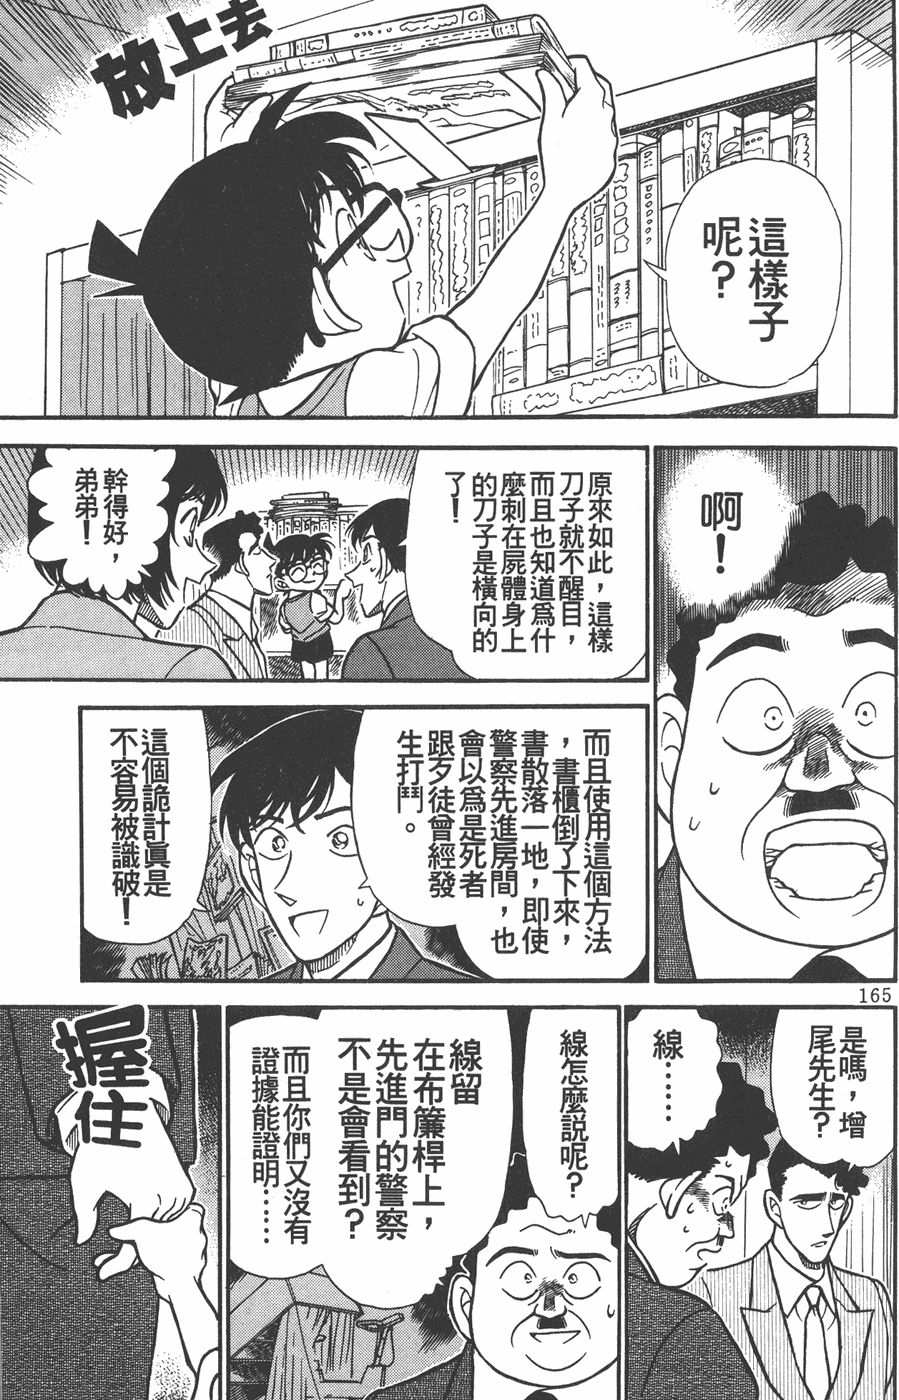 放上去
這樣子
呢？
啊！
原來如此，這樣
刀子就不醒目，
而且也知道爲什
麼刺在屍體身上
的刀子是橫向的
了！
幹得好，
弟弟！
而且使用這個方法
，書櫃倒了下來，
書散落一地，即使
警察先進房間，也
會以爲是死者
跟歹徒曾經發
生打鬥。
這個詭計眞是
不容易被識破！
165
是嗎，增
尾先生？
線……
線怎麼說呢？
線留
在布簾桿上，
先進門的警察
不是會看到？
而且你們又沒有
證據能證明……
握住